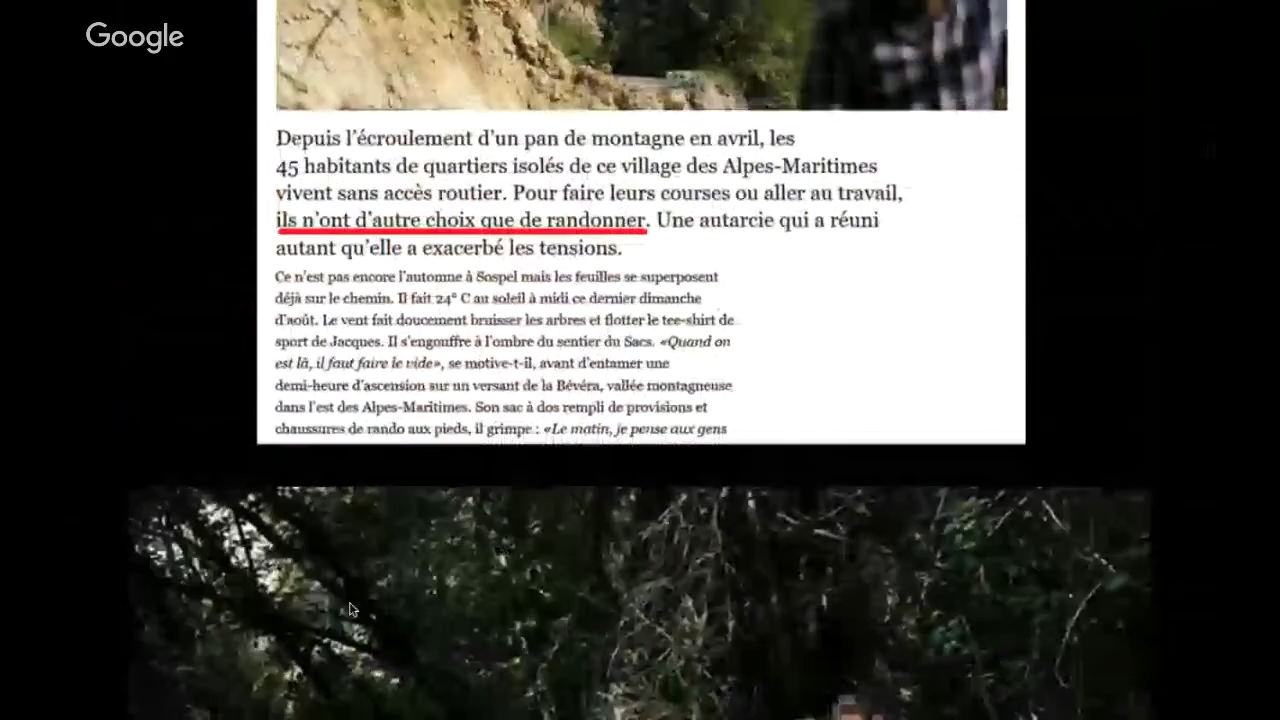 Google
Depuis l'écroulement d'un pan de montagne en avril, les
45 habitants de quartiers isolés de ce village des Alpes-Maritimes
vivent sans accès routier. Pour faire leurs courses ou aller au travail,
ils n'ont d'autre choix que de randonner. Une autarcie qui a réuni
autant qu'elle a exacerbé les tensions.
Ce n'est pas encore l'automne à Sospel mais les feuilles se superposent
déjà sur le chemin. Il fait 24° C au soleil à midi ce dernier dimanche
d'août. Le vent fait doucement bruisser les arbres et flotter le tee-shirt de
sport de Jacques. Il s'engouffre à l'ombre du sentier du Sacs. «Quand on
est là, il faut faire le vide», se motive-t-il, avant d'entamer une
demi-heure d'ascension sur un versant de la Bévéra, vallée montagneuse
dans l'est des Alpes-Maritimes. Son sac à dos rempli de provisions et
chaussures de rando aux pieds, il grimpe : «Le matin, je pense aux gens